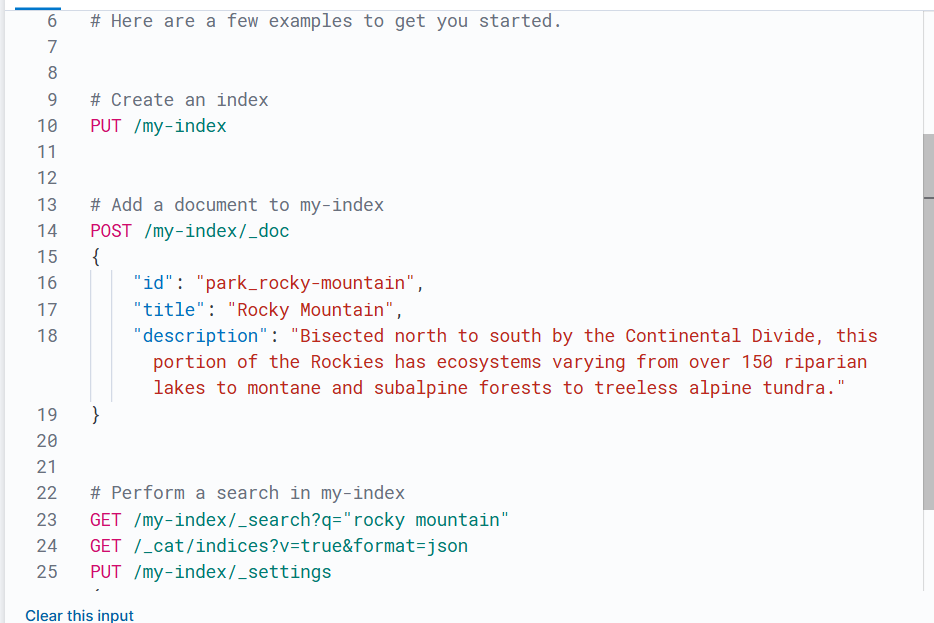 6 # Here are a few examples to get you started.
7
8
9 # Create an index
10 PUT /my-index
11
12
13 # Add a document to my-index
14 POST /my-index/_doc
15 {
16 "id": "park_rocky-mountain",
17 "title": "Rocky Mountain",
18 "description": "Bisected north to south by the Continental Divide, this
portion of the Rockies has ecosystems varying from over 150 riparian
lakes to montane and subalpine forests to treeless alpine tundra."
19 }
20
21
22 # Perform a search in my-index
23 GET /my-index/_search?q="rocky mountain"
24 GET /_cat/indices?v=true&format=json
25 PUT /my-index/_settings
Clear this input